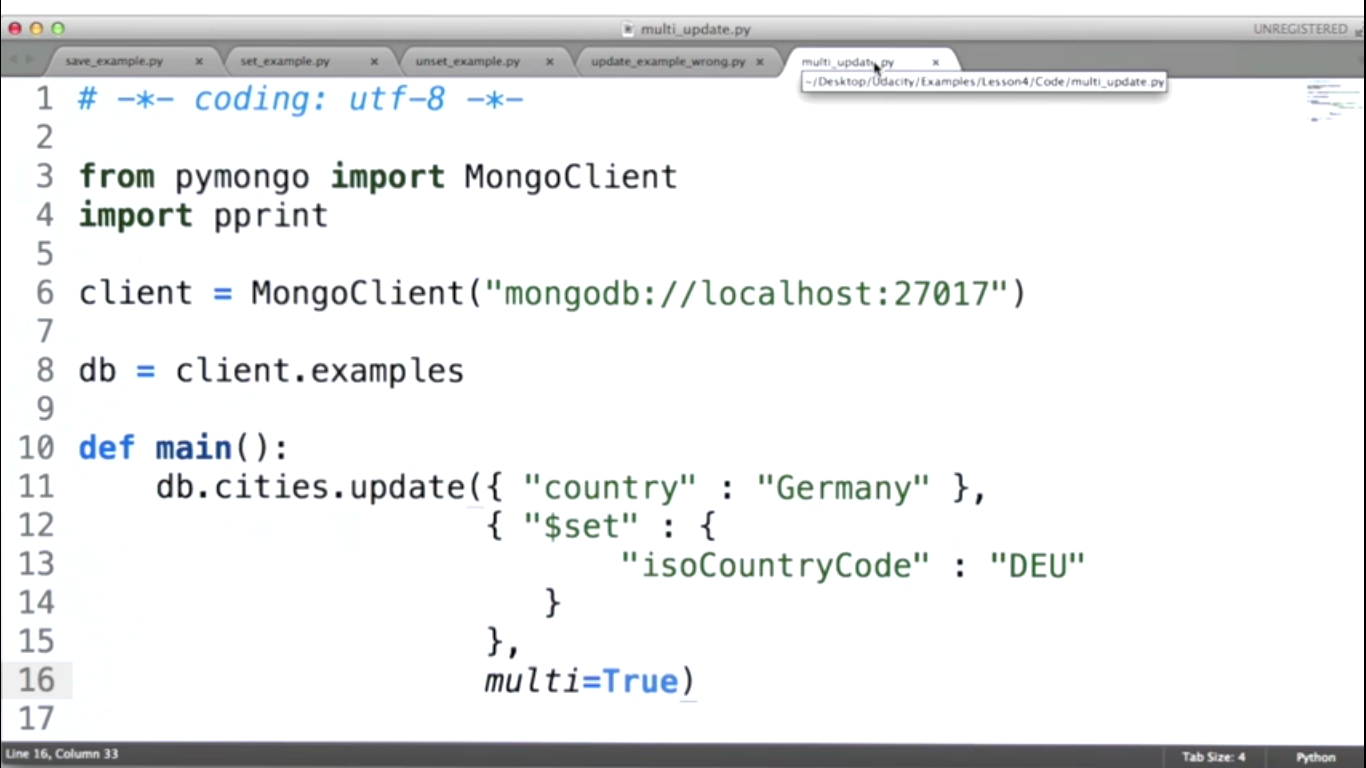 multi_update.py
UNREGISTERED
save_example.py × set_example.py × unset_example.py × update_example_wrong.py × multi_update.py ×
~/Desktop/Udacity/Examples/Lesson4/Code/multi_update.py
1 # -*- coding: utf-8 -*-
2
3 from pymongo import MongoClient
4 import pprint
5
6 client = MongoClient("mongodb://localhost:27017")
7
8 db = client.examples
9
10 def main():
11     db.cities.update({ "country" : "Germany" },
12                      { "$set" : {
13                             "isoCountryCode" : "DEU"
14                         }
15                      },
16                      multi=True)
17
Line 16, Column 33
Tab Size: 4
Python